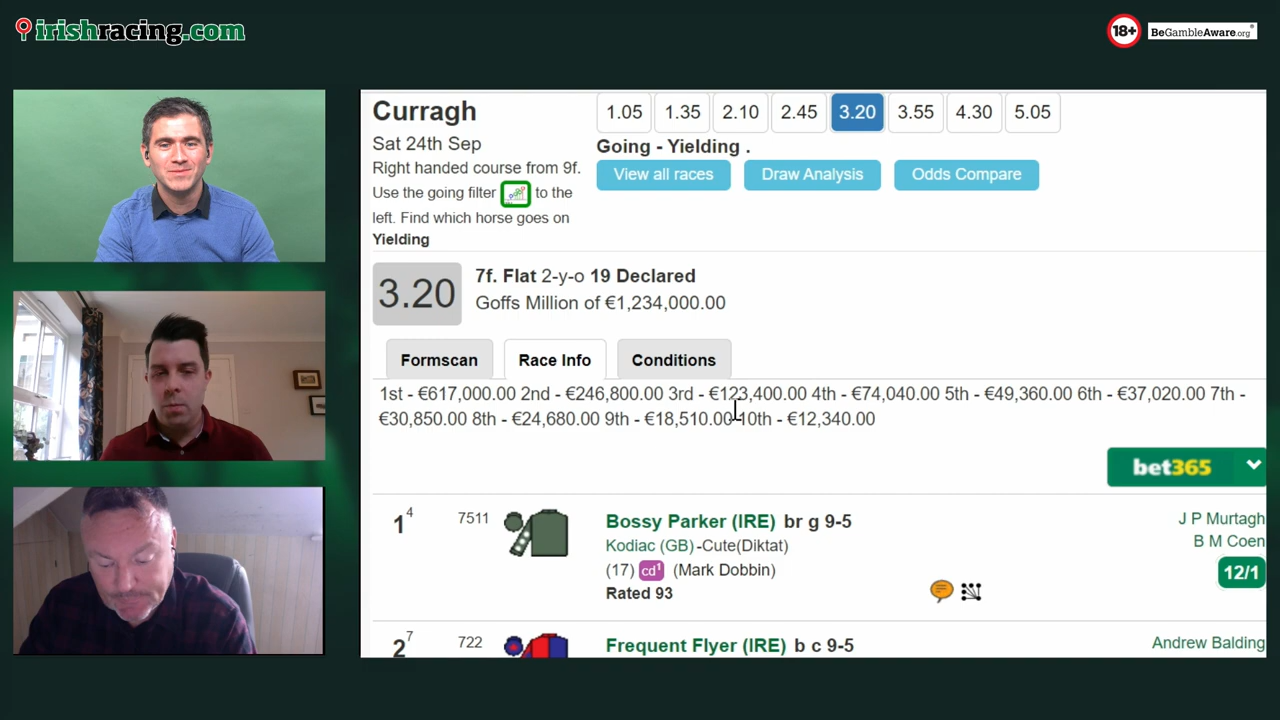 irishracing.com
18+
BeGambleAware.org®
Curragh
1.05 1.35 2.10 2.45 3.20 3.55 4.30 5.05
Sat 24th Sep
Going - Yielding .
Right handed course from 9f.
View all races Draw Analysis Odds Compare
Use the going filter to the
left. Find which horse goes on
Yielding
3.20
7f. Flat 2-y-o 19 Declared
Goffs Million of €1,234,000.00
Formscan Race Info Conditions
1st - €617,000.00 2nd - €246,800.00 3rd - €123,400.00 4th - €74,040.00 5th - €49,360.00 6th - €37,020.00 7th -
€30,850.00 8th - €24,680.00 9th - €18,510.00 10th - €12,340.00
bet365
1 4 7511 Bossy Parker (IRE) br g 9-5 J P Murtagh
Kodiac (GB) -Cute(Diktat) B M Coen
(17) cd1 (Mark Dobbin) 12/1
Rated 93
2 7 722 Frequent Flyer (IRE) b c 9-5 Andrew Balding